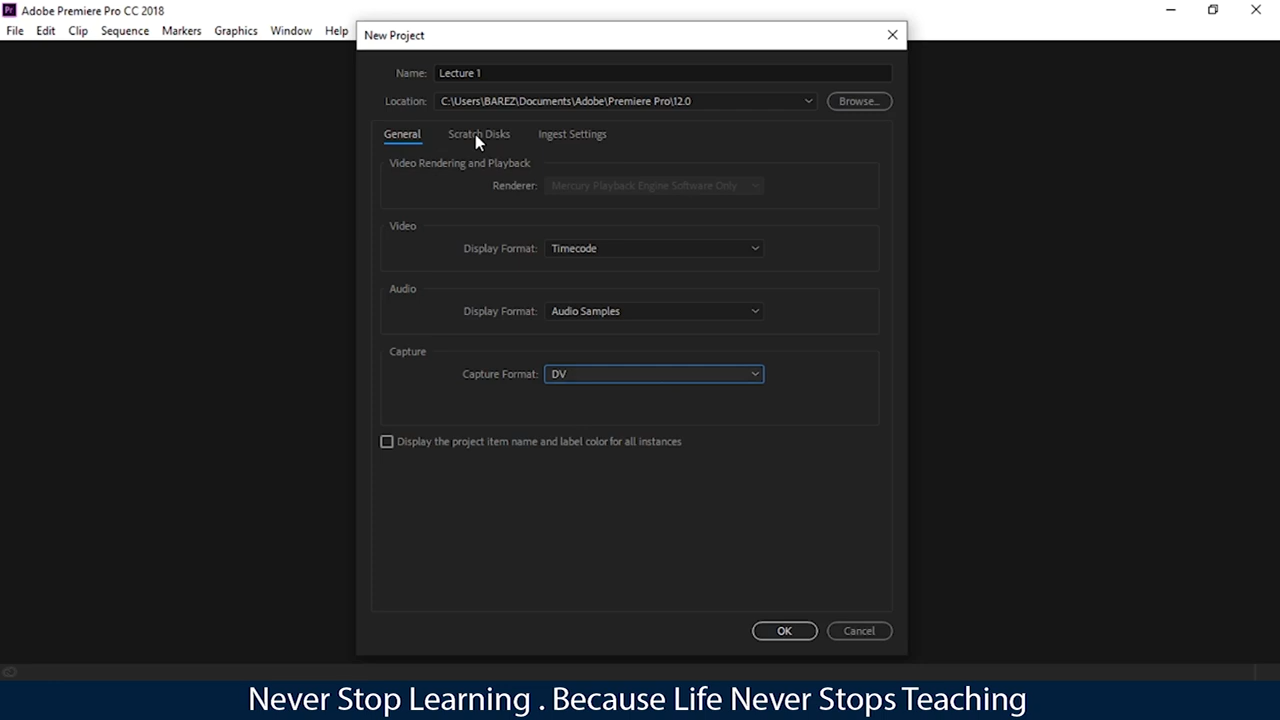 Adobe Premiere Pro CC 2018
File Edit Clip Sequence Markers Graphics Window Help
New Project
Name: Lecture 1
Location: C:\Users\BAREZ\Documents\Adobe\Premiere Pro\12.0 Browse...
General Scratch Disks Ingest Settings
Video Rendering and Playback
Renderer: Mercury Playback Engine Software Only
Video
Display Format: Timecode
Audio
Display Format: Audio Samples
Capture
Capture Format: DV
Display the project item name and label color for all instances
OK Cancel
Never Stop Learning . Because Life Never Stops Teaching